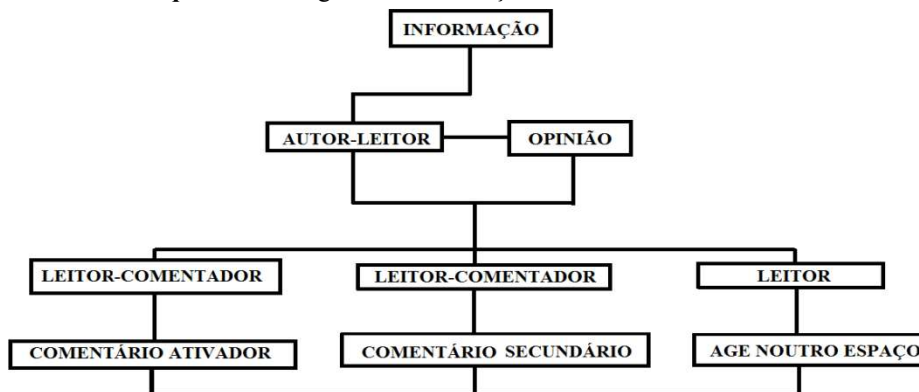 INFORMAÇÃO
AUTOR-LEITOR
OPINIÃO
LEITOR-COMENTADOR
LEITOR-COMENTADOR
LEITOR
COMENTÁRIO ATIVADOR
COMENTÁRIO SECUNDÁRIO
AGE NOUTRO ESPAÇO